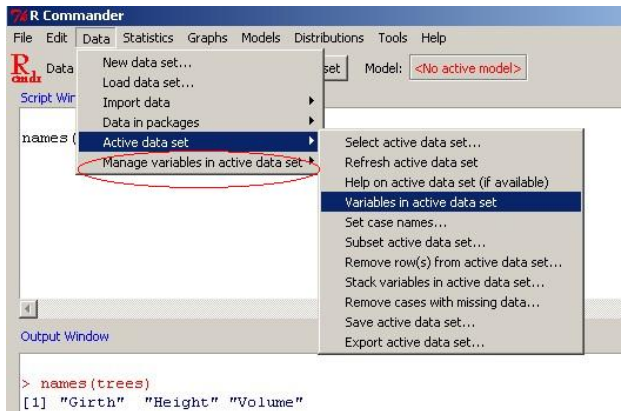 R Commander
File Edit Data Statistics Graphs Models Distributions Tools Help
R Data set Model: <No active model>
cmdr
Script Wi
names(
New data set...
Load data set...
Import data
Data in packages
Active data set
Manage variables in active data set
Select active data set...
Refresh active data set
Help on active data set (if available)
Variables in active data set
Set case names...
Subset active data set...
Remove row(s) from active data set...
Stack variables in active data set...
Remove cases with missing data...
Save active data set...
Export active data set...
Output Window
> names(trees)
[1] "Girth" "Height" "Volume"